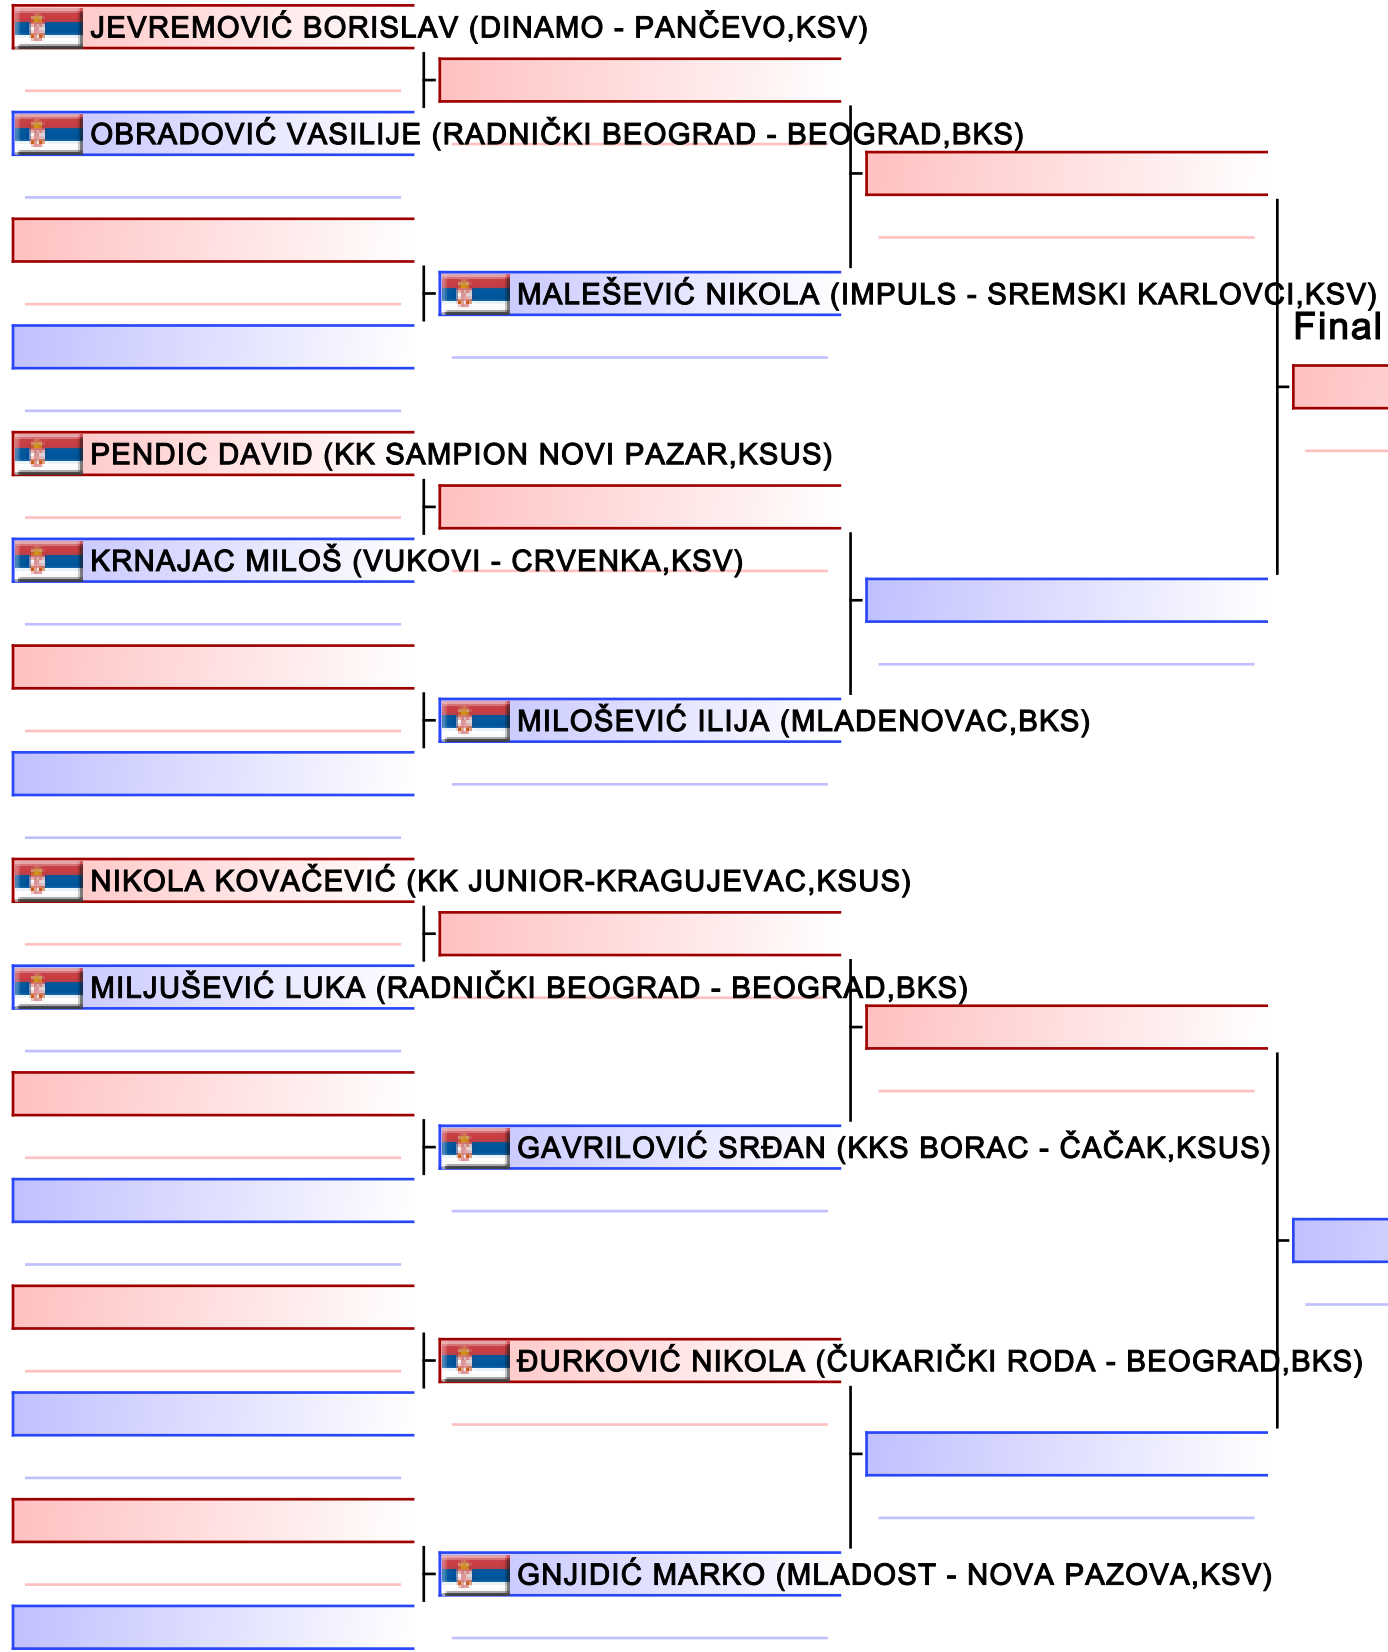 JEVREMOVIĆ BORISLAV (DINAMO - PANČEVO,KSV)
OBRADOVIĆ VASILIJE (RADNIČKI BEOGRAD - BEOGRAD,BKS)
MALEŠEVIĆ NIKOLA (IMPULS - SREMSKI KARLOVCI,KSV)
Final
PENDIC DAVID (KK SAMPION NOVI PAZAR,KSUS)
KRNAJAC MILOŠ (VUKOVI - CRVENKA,KSV)
MILOŠEVIĆ ILIJA (MLADENOVAC,BKS)
NIKOLA KOVAČEVIĆ (KK JUNIOR-KRAGUJEVAC,KSUS)
MILJUŠEVIĆ LUKA (RADNIČKI BEOGRAD - BEOGRAD,BKS)
GAVRILOVIĆ SRĐAN (KKS BORAC - ČAČAK,KSUS)
ĐURKOVIĆ NIKOLA (ČUKARIČKI RODA - BEOGRAD,BKS)
GNJIDIĆ MARKO (MLADOST - NOVA PAZOVA,KSV)